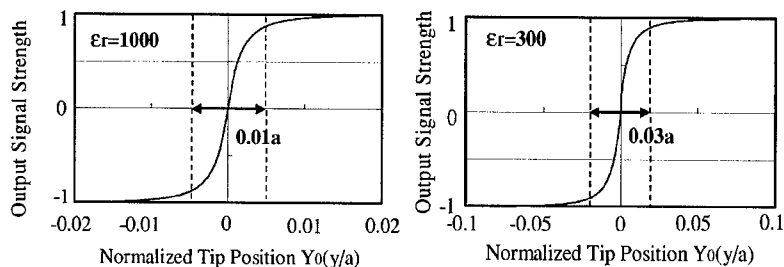 Output Signal Strength
1
0
-1
εr=1000
0.01a
-0.02
-0.01
0
0.01
0.02
Normalized Tip Position Y0(y/a)
Output Signal Strength
1
0
-1
εr=300
0.03a
-0.1
-0.05
0
0.05
0.1
Normalized Tip Position Y0(y/a)